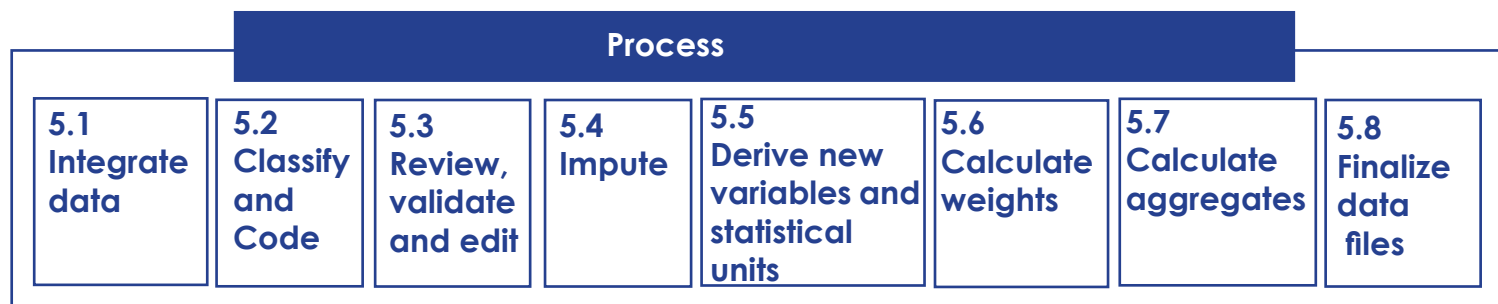 Process
5.1
Integrate
data
5.2
Classify
and
Code
5.3
Review,
validate
and edit
5.4
Impute
5.5
Derive new
variables and
statistical
units
5.6
Calculate
weights
5.7
Calculate
aggregates
5.8
Finalize
data
files